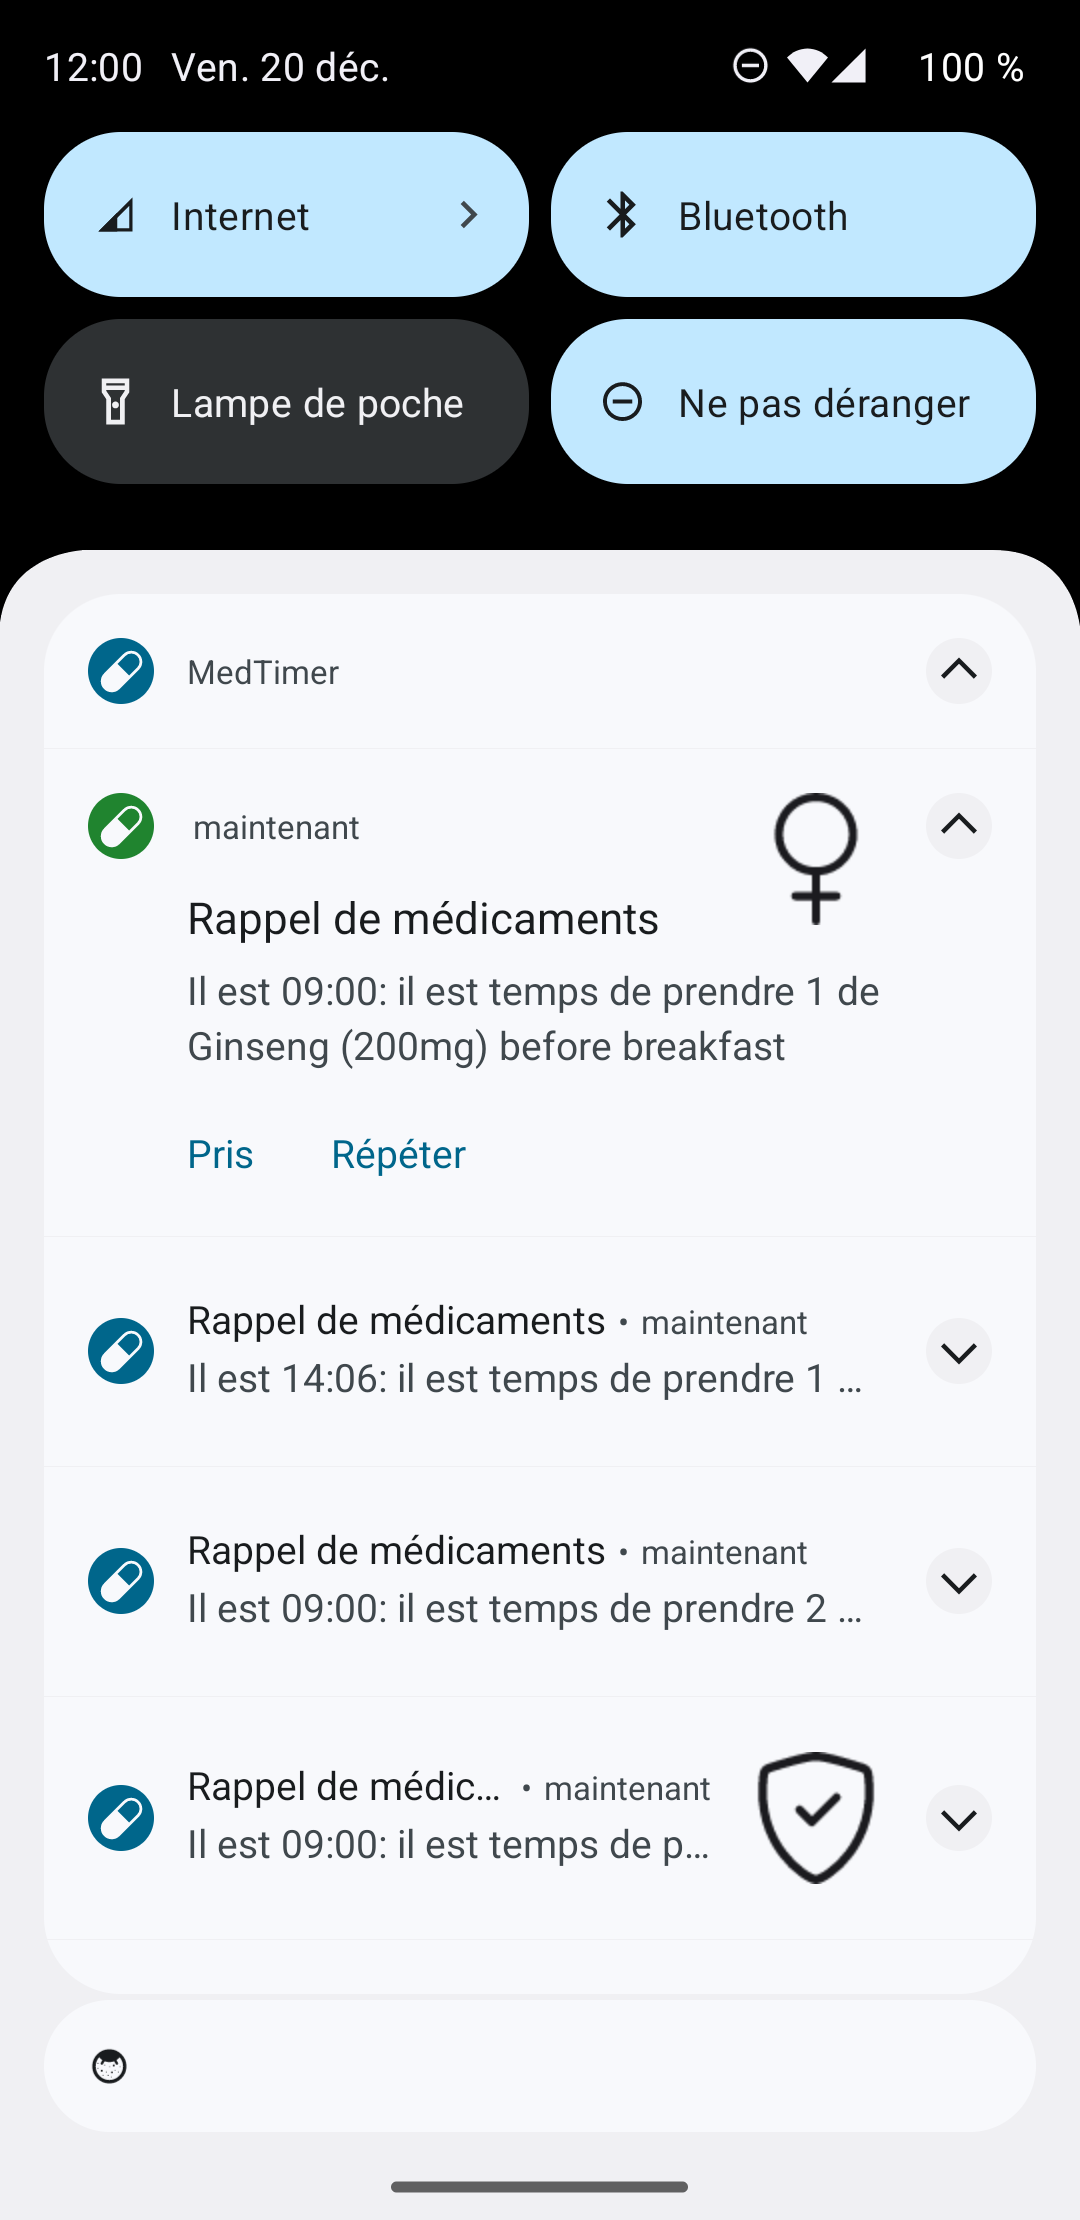 12:00 Ven. 20 déc. 100 %
Internet
Bluetooth
Lampe de poche
Ne pas déranger
MedTimer
maintenant
Rappel de médicaments
Il est 09:00: il est temps de prendre 1 de
Ginseng (200mg) before breakfast
Pris Répéter
Rappel de médicaments • maintenant
Il est 14:06: il est temps de prendre 1 …
Rappel de médicaments • maintenant
Il est 09:00: il est temps de prendre 2 …
Rappel de médic… • maintenant
Il est 09:00: il est temps de p…